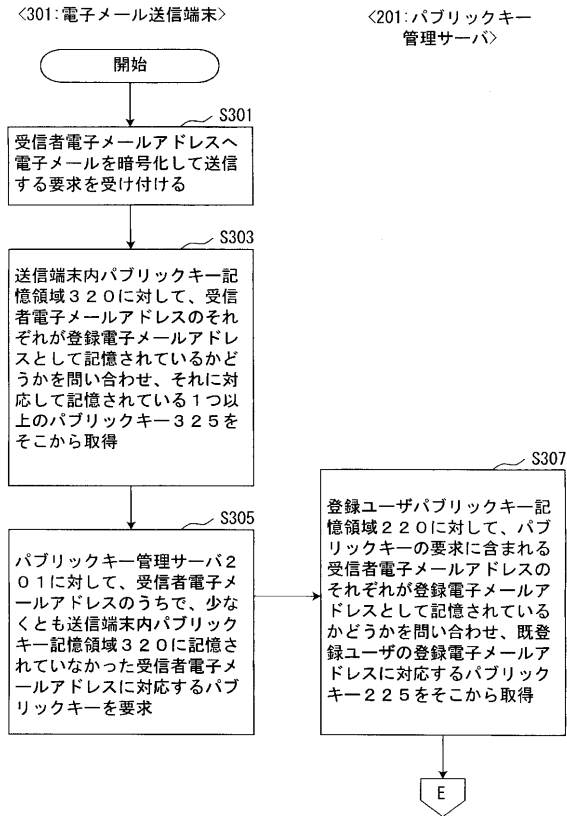 <301:電子メール送信端末>
<201:パブリックキー
管理サーバ>
開始
S301
受信者電子メールアドレスへ
電子メールを暗号化して送信
する要求を受け付ける
S303
送信端末内パブリックキー記
憶領域320に対して、受信
者電子メールアドレスのそれ
ぞれが登録電子メールアドレ
スとして記憶されているかど
うかを問い合わせ、それに対
応して記憶されている1つ以
上のパブリックキー325を
そこから取得
S305
パブリックキー管理サーバ2
01に対して、受信者電子メ
ールアドレスのうちで、少な
くとも送信端末内パブリック
キー記憶領域320に記憶さ
れていなかった受信者電子メ
ールアドレスに対応するパブ
リックキーを要求
S307
登録ユーザパブリックキー記
憶領域220に対して、パブ
リックキーの要求に含まれる
受信者電子メールアドレスの
それぞれが登録電子メールア
ドレスとして記憶されている
かどうかを問い合わせ、既登
録ユーザの登録電子メールア
ドレスに対応するパブリック
キー225をそこから取得
E